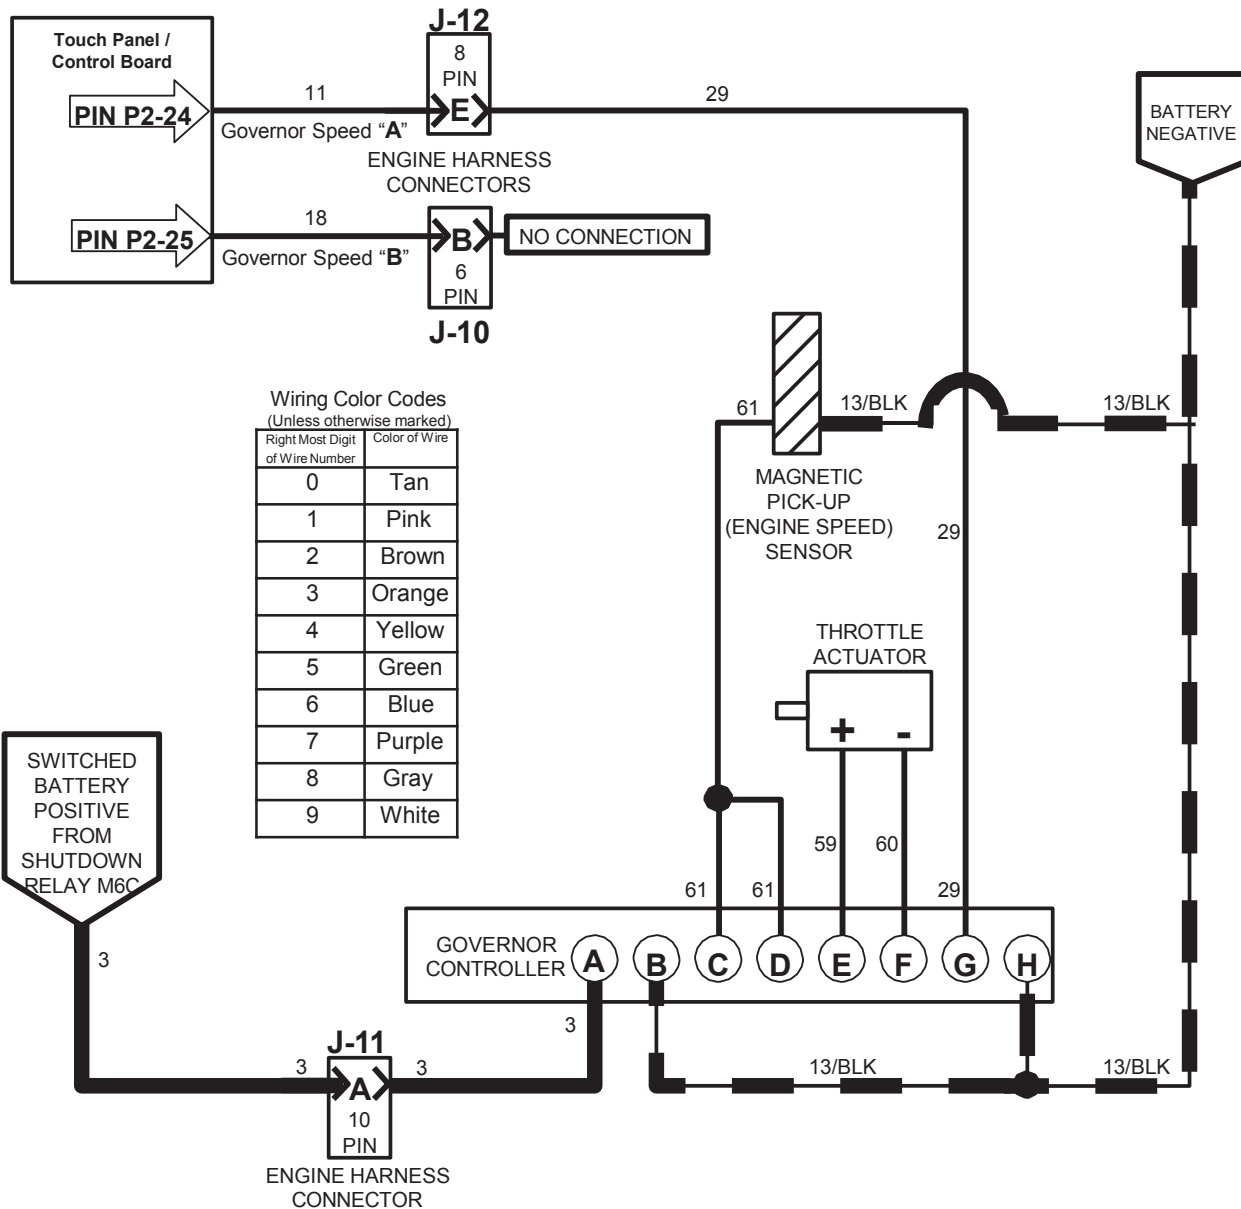 J-12
Touch Panel /
Control Board
8
PIN
E
PIN P2-24
11
29
Governor Speed “A”
ENGINE HARNESS
CONNECTORS
PIN P2-25
18
B
NO CONNECTION
Governor Speed “B”
6
PIN
J-10
BATTERY
NEGATIVE
Wiring Color Codes
(Unless otherwise marked)
Right Most Digit
of Wire Number
Color of Wire
0 Tan
1 Pink
2 Brown
3 Orange
4 Yellow
5 Green
6 Blue
7 Purple
8 Gray
9 White
61
13/BLK
13/BLK
MAGNETIC
PICK-UP
(ENGINE SPEED)
SENSOR
29
THROTTLE
ACTUATOR
+ -
59
60
61
61
29
SWITCHED
BATTERY
POSITIVE
FROM
SHUTDOWN
RELAY M6C
3
GOVERNOR
CONTROLLER
A B C D E F G H
3
J-11
3
A
3
10
PIN
ENGINE HARNESS
CONNECTOR
13/BLK
13/BLK